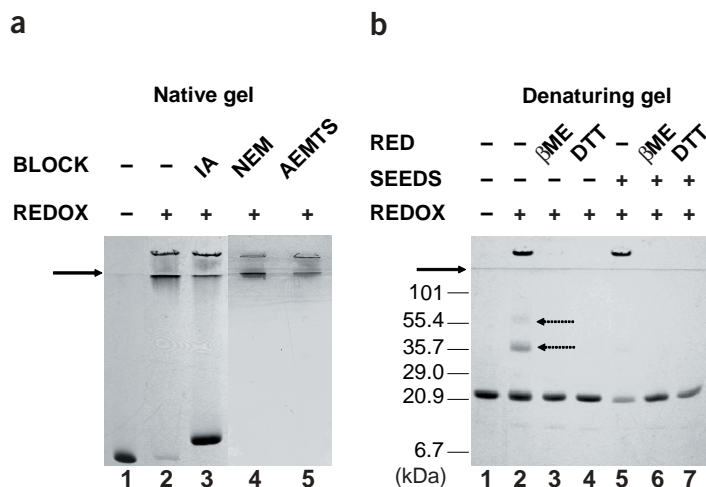 a
Native gel
BLOCK – – IA NEM AEMTS
REDOX – + + + +
1 2 3 4 5
b
Denaturing gel
RED – – βME DTT – βME DTT
SEEDS – – – – + + +
REDOX – + + + + + +
101
55.4
35.7
29.0
20.9
6.7
(kDa) 1 2 3 4 5 6 7